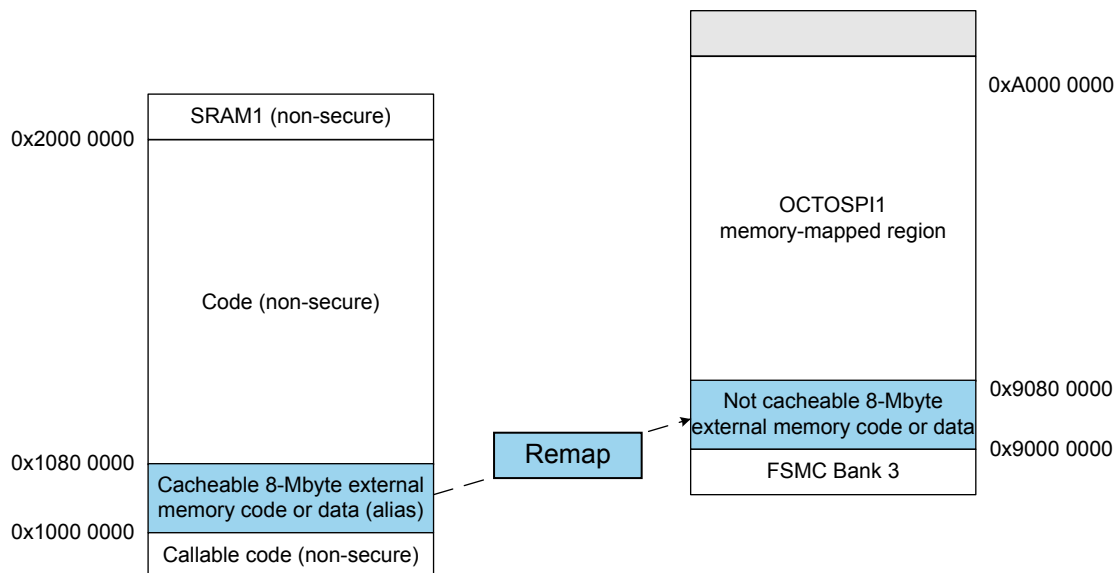 SRAM1 (non-secure)
0x2000 0000
Code (non-secure)
0x1080 0000
Cacheable 8-Mbyte external
memory code or data (alias)
0x1000 0000
Callable code (non-secure)
Remap
0xA000 0000
OCTOSPI1
memory-mapped region
0x9080 0000
Not cacheable 8-Mbyte
external memory code or data
0x9000 0000
FSMC Bank 3